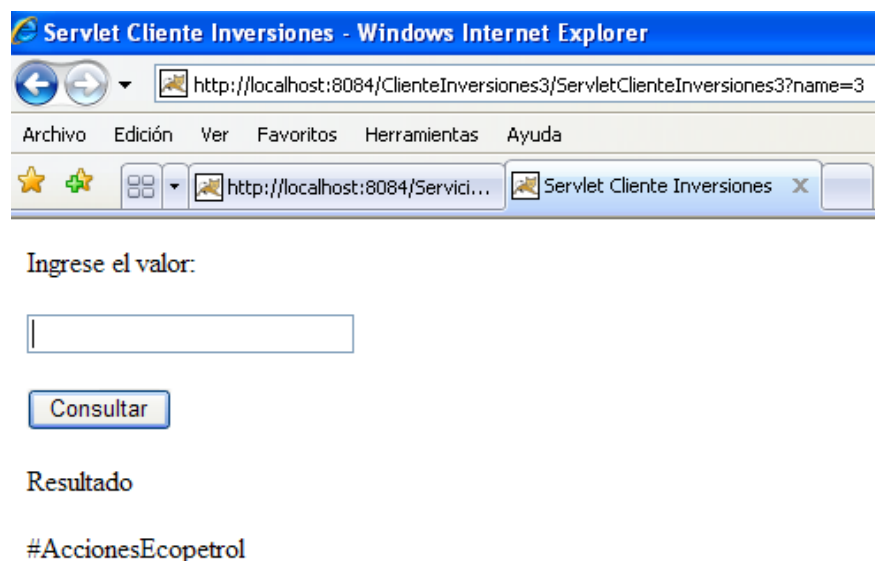 Servlet Cliente Inversiones - Windows Internet Explorer
http://localhost:8084/ClienteInversiones3/ServletClienteInversiones3?name=3
Archivo Edición Ver Favoritos Herramientas Ayuda
http://localhost:8084/Servici... Servlet Cliente Inversiones X
Ingrese el valor:
Consultar
Resultado
#AccionesEcopetrol